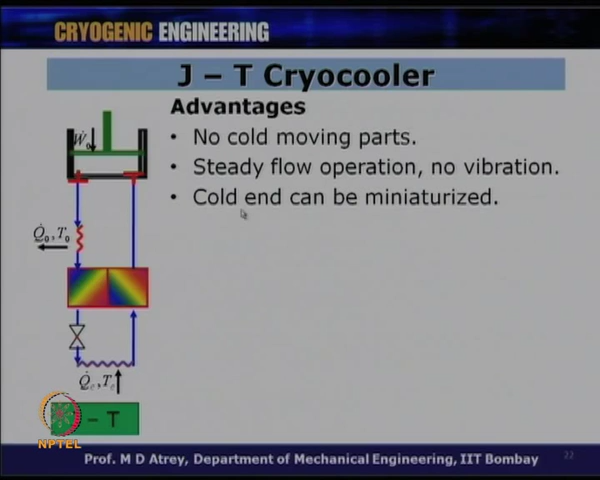 CRYOGENIC ENGINEERING
J – T Cryocooler
Advantages
• No cold moving parts.
• Steady flow operation, no vibration.
• Cold end can be miniaturized.
Ẇ₀
Q̇₀, T₀
Q̇c, Tc
– T
NPTEL
Prof. M D Atrey, Department of Mechanical Engineering, IIT Bombay
22